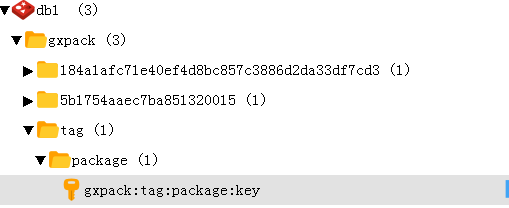 db1 (3)
gxpack (3)
184a1afc71e40ef4d8bc857c3886d2da33df7cd3 (1)
5b1754aaec7ba851320015 (1)
tag (1)
package (1)
gxpack:tag:package:key